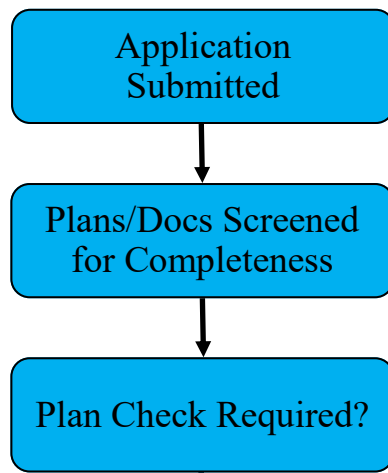 Application
Submitted
Plans/Docs Screened
for Completeness
Plan Check Required?